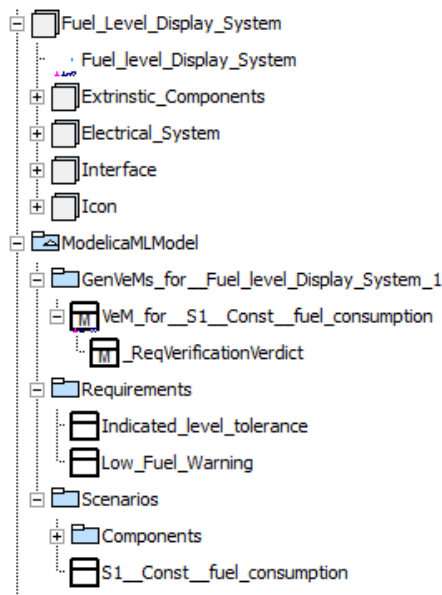 Fuel_Level_Display_System
Fuel_level_Display_System
Extrinstic_Components
Electrical_System
Interface
Icon
ModelicaMLModel
GenVeMs_for__Fuel_level_Display_System_1
VeM_for__S1__Const__fuel_consumption
_ReqVerificationVerdict
Requirements
Indicated_level_tolerance
Low_Fuel_Warning
Scenarios
Components
S1__Const__fuel_consumption